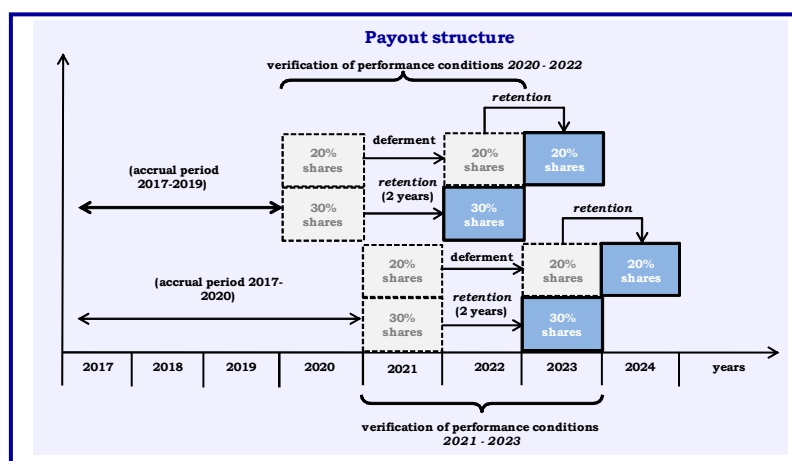 Payout structure
verification of performance conditions 2020 - 2022
retention
deferment
20%
shares
20%
shares
20%
shares
(accrual period
2017-2019)
retention
(2 years)
30%
shares
30%
shares
retention
deferment
20%
shares
20%
shares
20%
shares
(accrual period 2017-
2020)
retention
(2 years)
30%
shares
30%
shares
2017 2018 2019 2020 2021 2022 2023 2024 years
verification of performance conditions
2021 - 2023